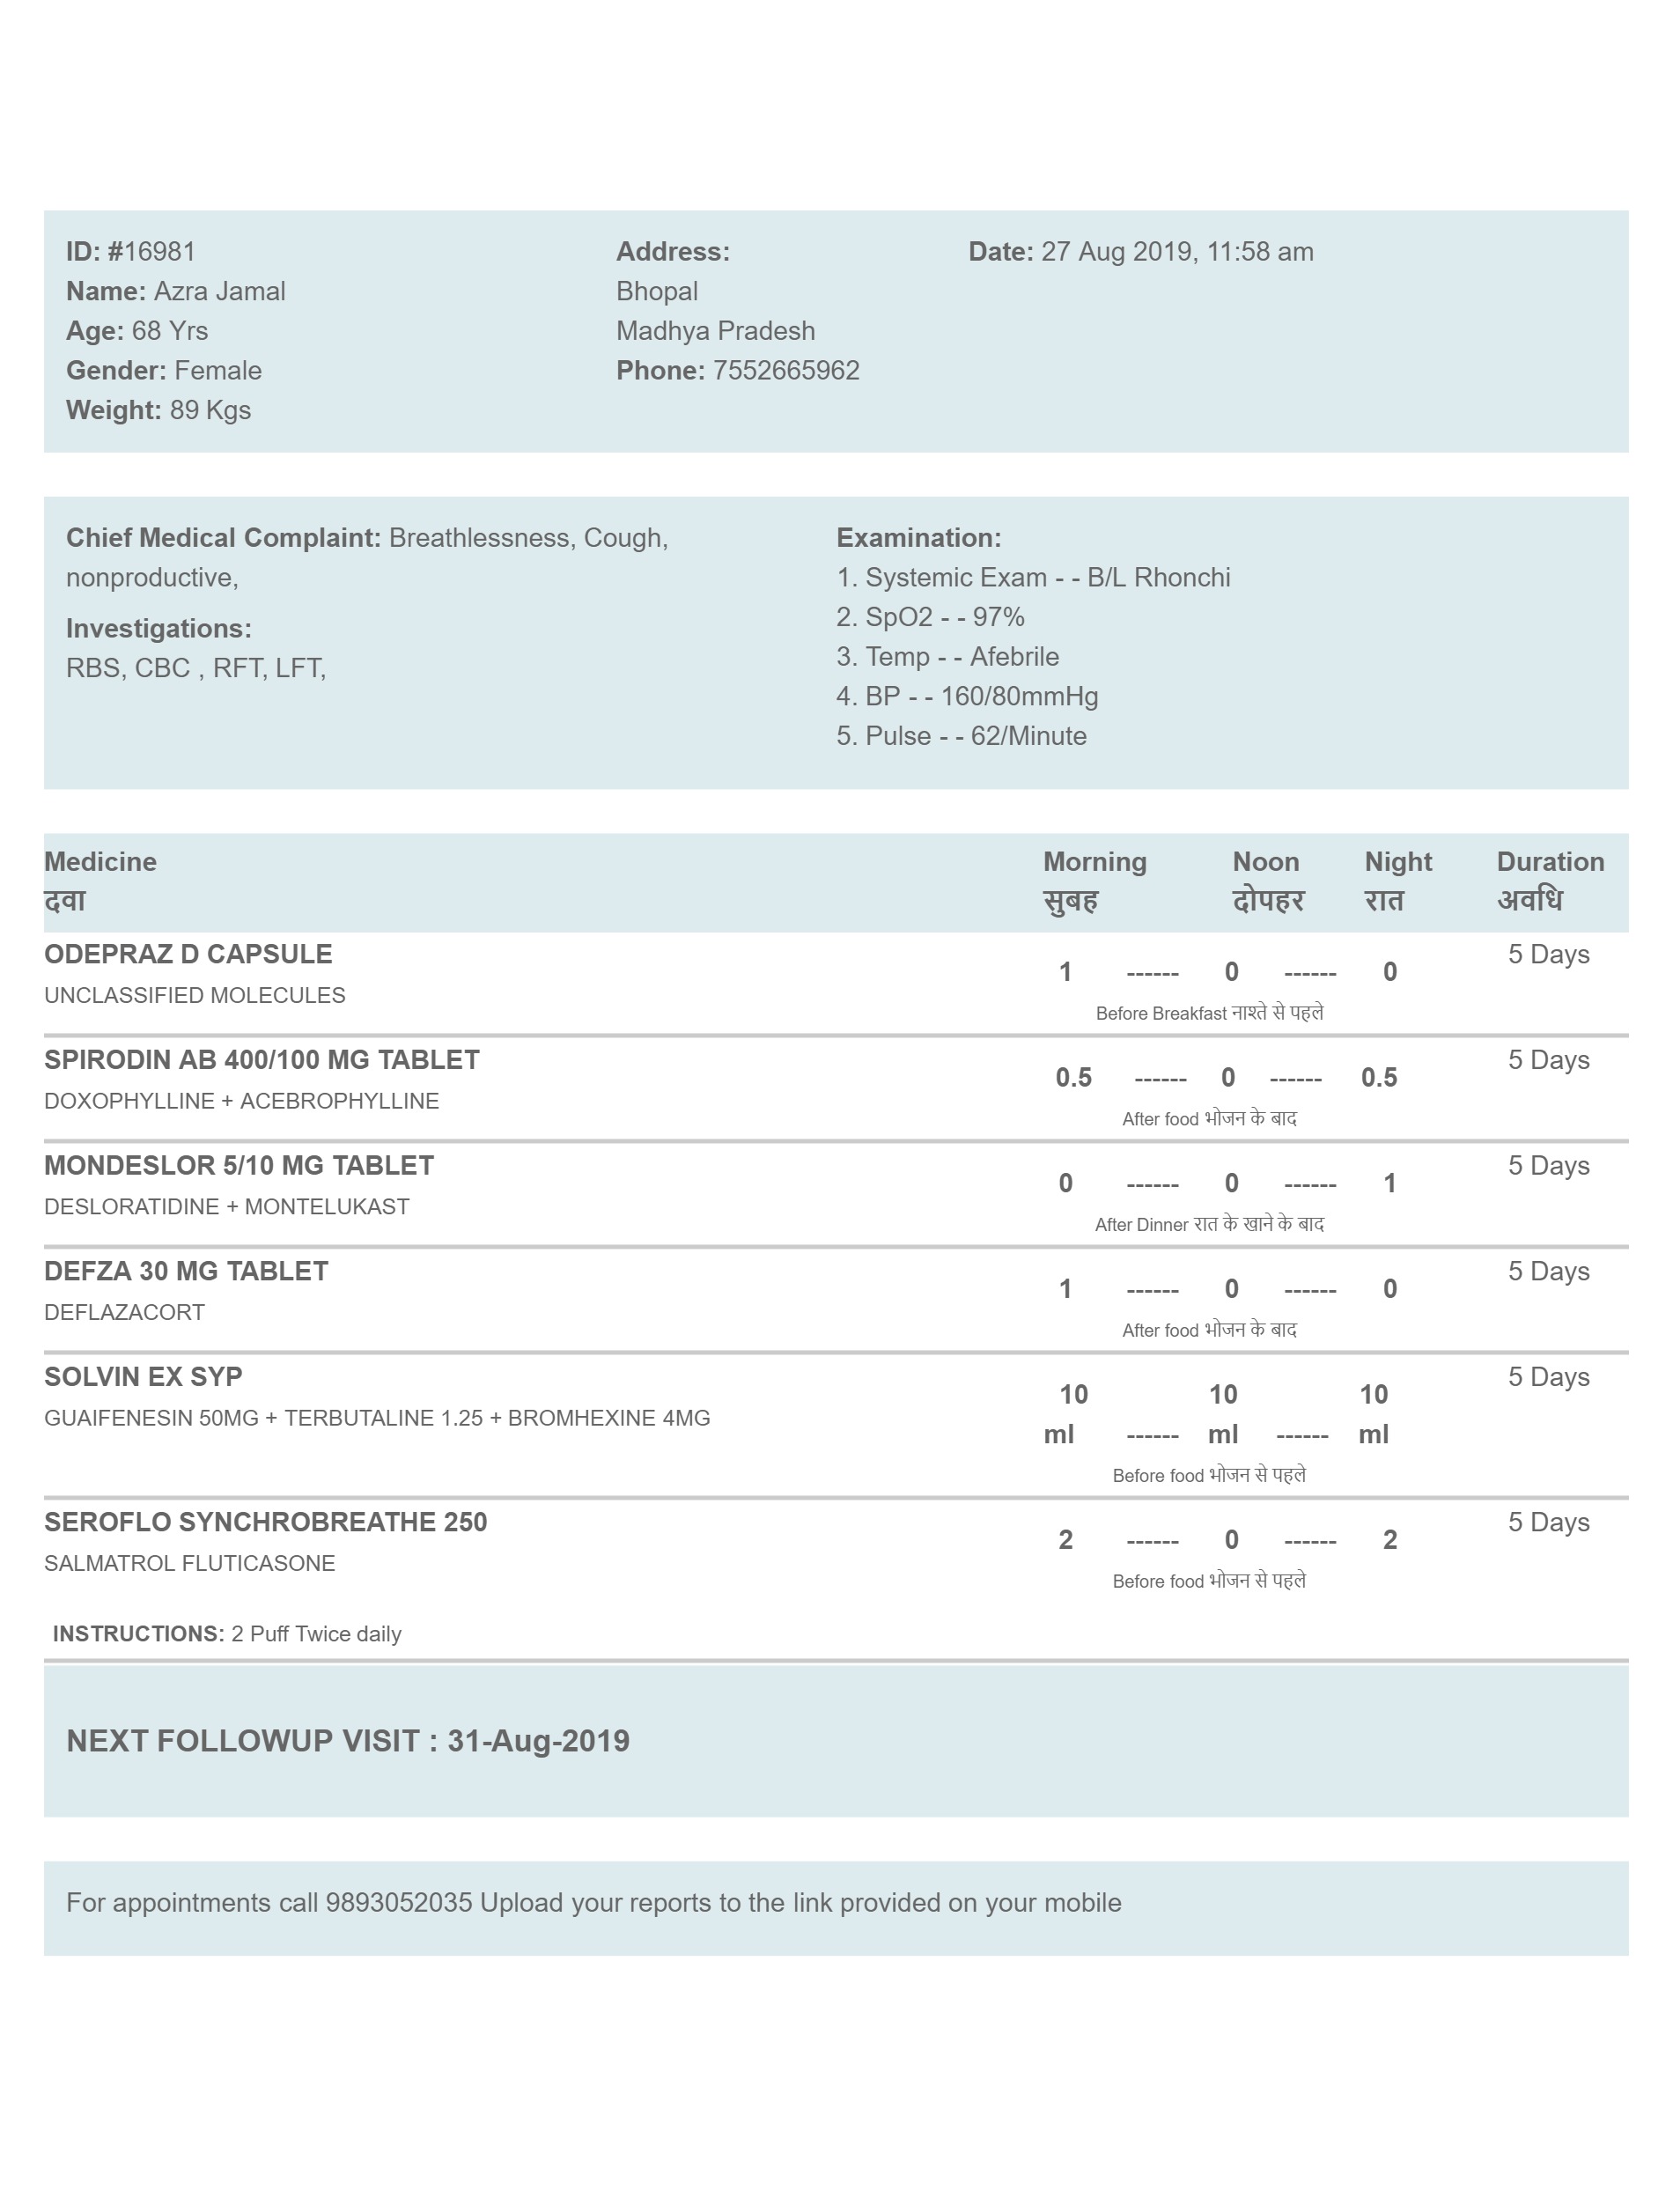 ID: #16981
Name: Azra Jamal
Age: 68 Yrs
Gender: Female
Weight: 89 Kgs
Address:
Bhopal
Madhya Pradesh
Phone: 7552665962
Date: 27 Aug 2019, 11:58 am
Chief Medical Complaint: Breathlessness, Cough,
nonproductive,
Investigations:
RBS, CBC , RFT, LFT,
Examination:
1. Systemic Exam - - B/L Rhonchi
2. SpO2 - - 97%
3. Temp - - Afebrile
4. BP - - 160/80mmHg
5. Pulse - - 62/Minute
Medicine Morning Noon Night Duration
दवा सुबह दोपहर रात अवधि
ODEPRAZ D CAPSULE 5 Days
1 ------ 0 ------ 0
UNCLASSIFIED MOLECULES
Before Breakfast नाश्ते से पहले
SPIRODIN AB 400/100 MG TABLET 5 Days
0.5 ------ 0 ------ 0.5
DOXOPHYLLINE + ACEBROPHYLLINE
After food भोजन के बाद
MONDESLOR 5/10 MG TABLET 5 Days
0 ------ 0 ------ 1
DESLORATIDINE + MONTELUKAST
After Dinner रात के खाने के बाद
DEFZA 30 MG TABLET 5 Days
1 ------ 0 ------ 0
DEFLAZACORT
After food भोजन के बाद
SOLVIN EX SYP 5 Days
10 10 10
GUAIFENESIN 50MG + TERBUTALINE 1.25 + BROMHEXINE 4MG
ml ------ ml ------ ml
Before food भोजन से पहले
SEROFLO SYNCHROBREATHE 250 5 Days
2 ------ 0 ------ 2
SALMATROL FLUTICASONE
Before food भोजन से पहले
INSTRUCTIONS: 2 Puff Twice daily
NEXT FOLLOWUP VISIT : 31-Aug-2019
For appointments call 9893052035 Upload your reports to the link provided on your mobile